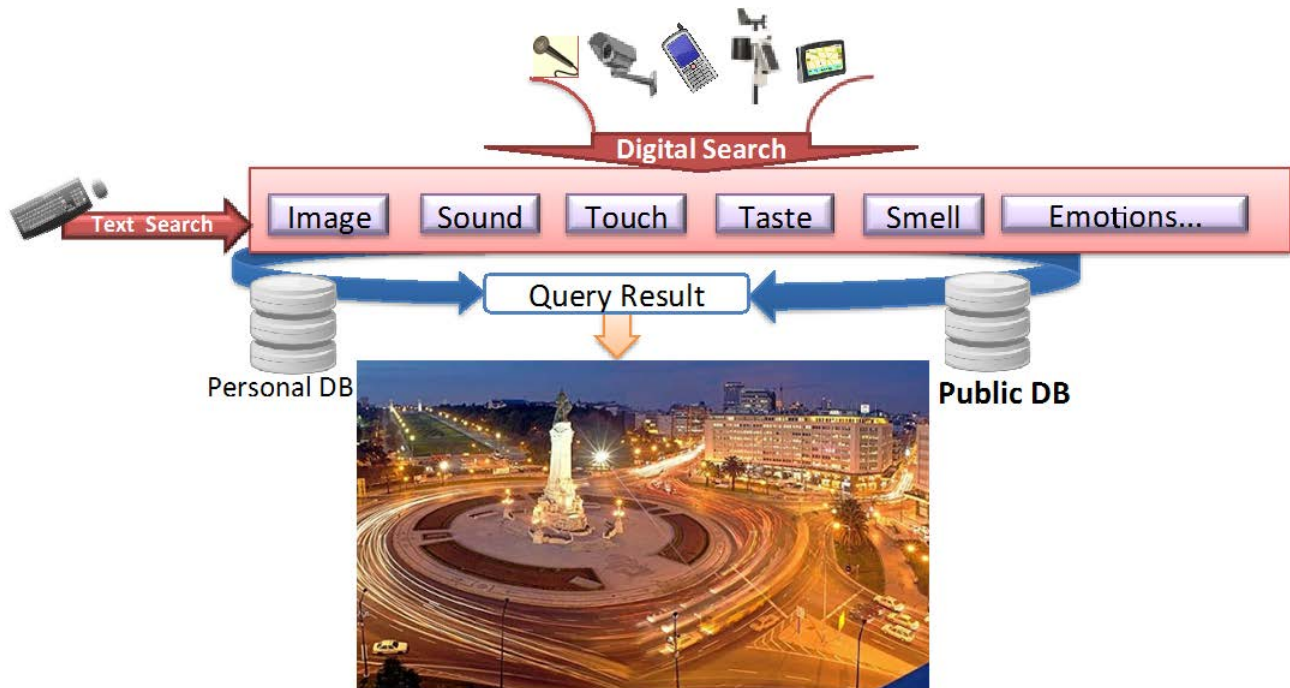 Digital Search
Text Search
Image
Sound
Touch
Taste
Smell
Emotions...
Query Result
Personal DB
Public DB